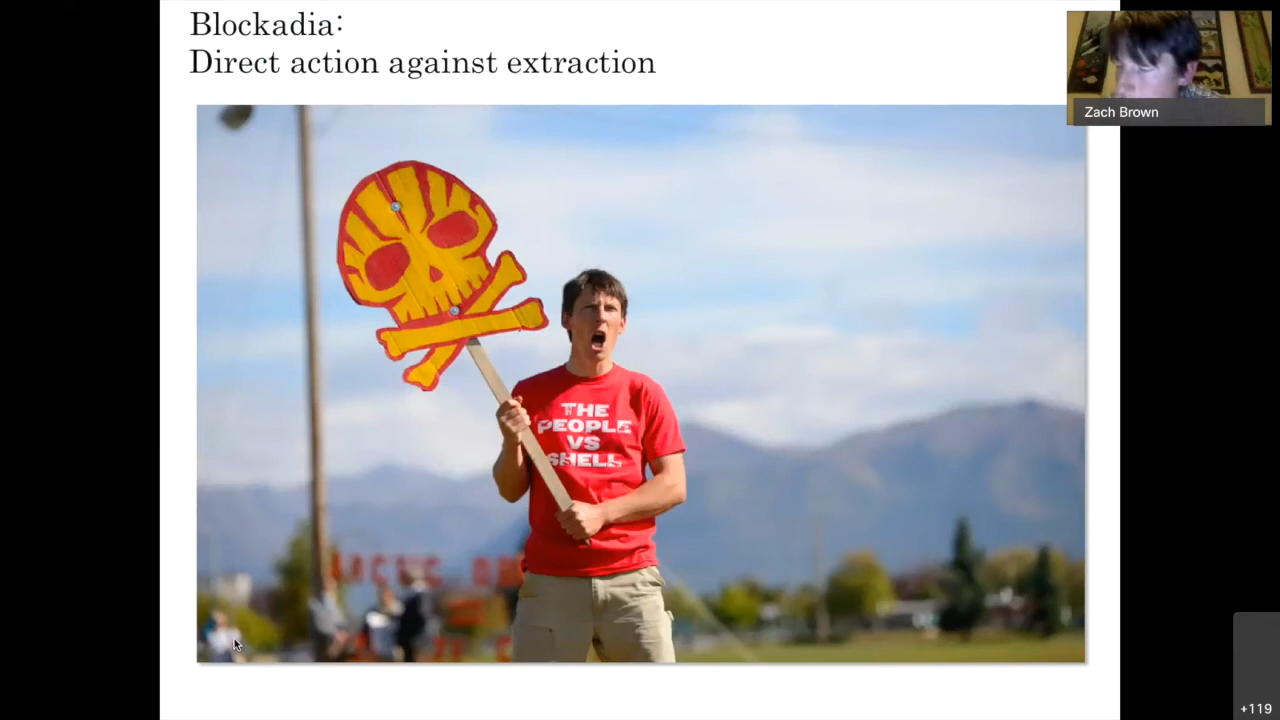 Blockadia:
Direct action against extraction
Zach Brown
THE
PEOPLE
VS
SHELL
+119